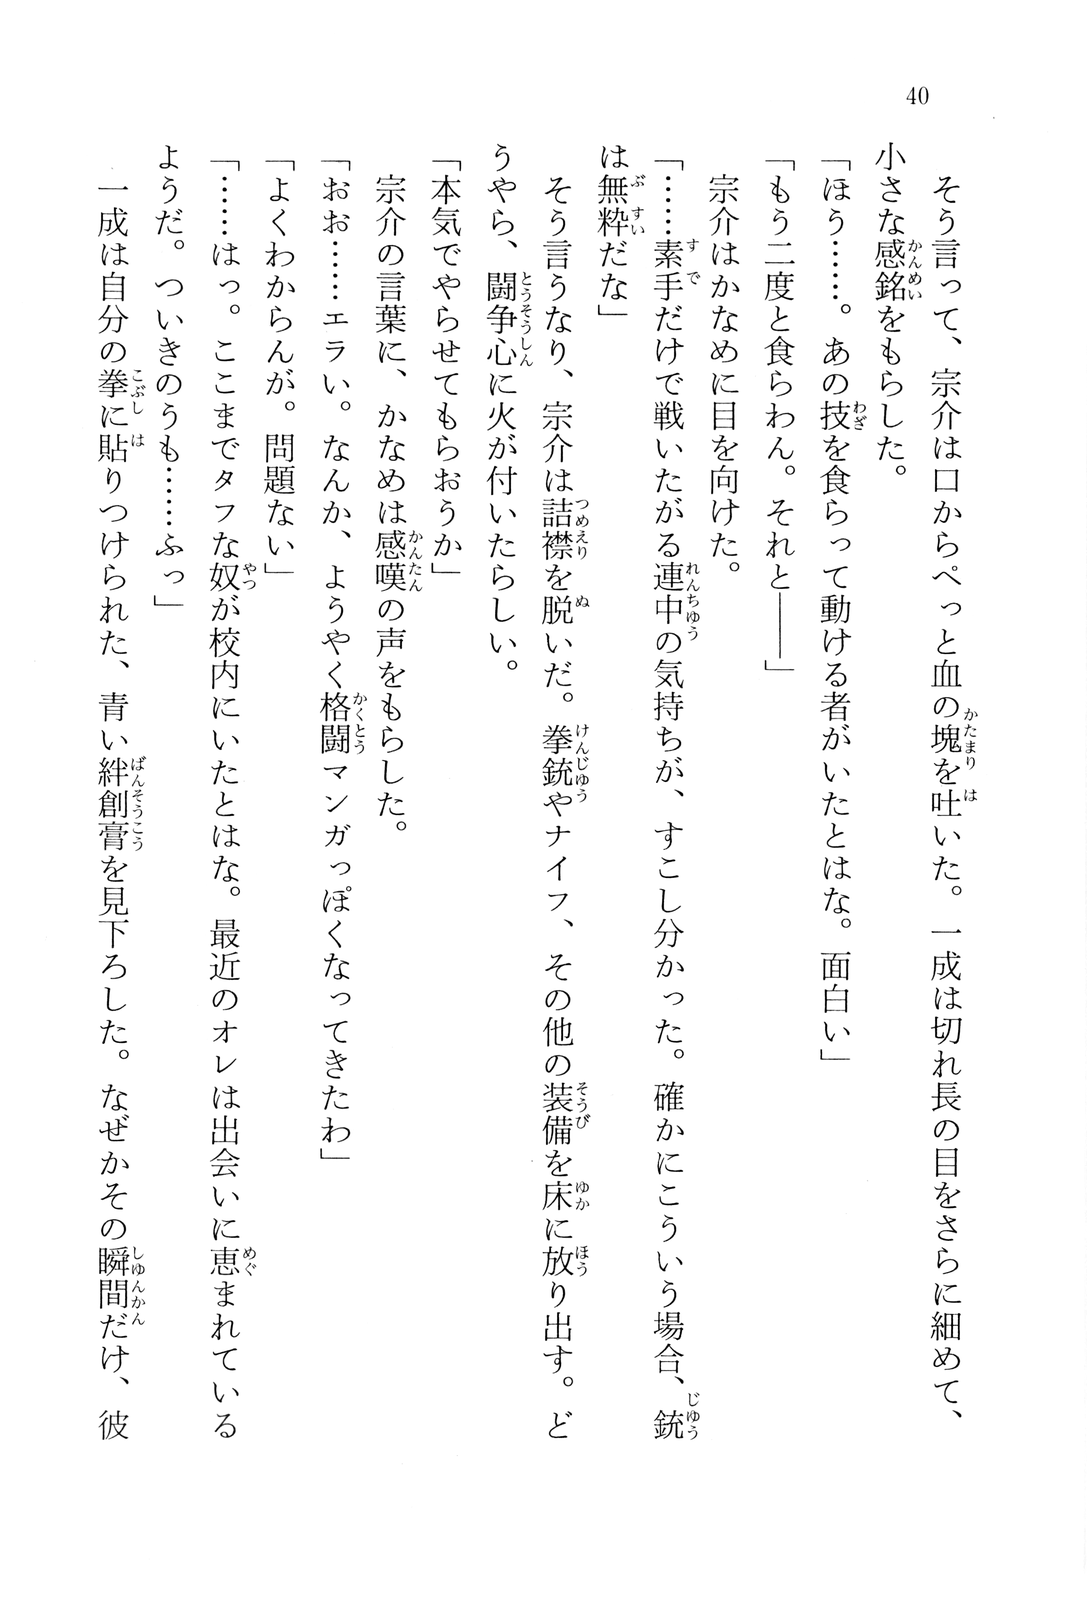 40
　そう言って、宗介は口からぺっと血の塊を吐いた。一成は切れ長の目をさらに細めて、
小さな感銘をもらした。
「ほう……。あの技を食らって動ける者がいたとはな。面白い」
「もう二度と食らわん。それと――」
　宗介はかなめに目を向けた。
「……素手だけで戦いたがる連中の気持ちが、すこし分かった。確かにこういう場合、銃
は無粋だな」
　そう言うなり、宗介は詰襟を脱いだ。拳銃やナイフ、その他の装備を床に放り出す。ど
うやら、闘争心に火が付いたらしい。
「本気でやらせてもらおうか」
　宗介の言葉に、かなめは感嘆の声をもらした。
「おお……エラい。なんか、ようやく格闘マンガっぽくなってきたわ」
「よくわからんが。問題ない」
「……はっ。ここまでタフな奴が校内にいたとはな。最近のオレは出会いに恵まれている
ようだ。ついきのうも……ふっ」
　一成は自分の拳に貼りつけられた、青い絆創膏を見下ろした。なぜかその瞬間だけ、彼